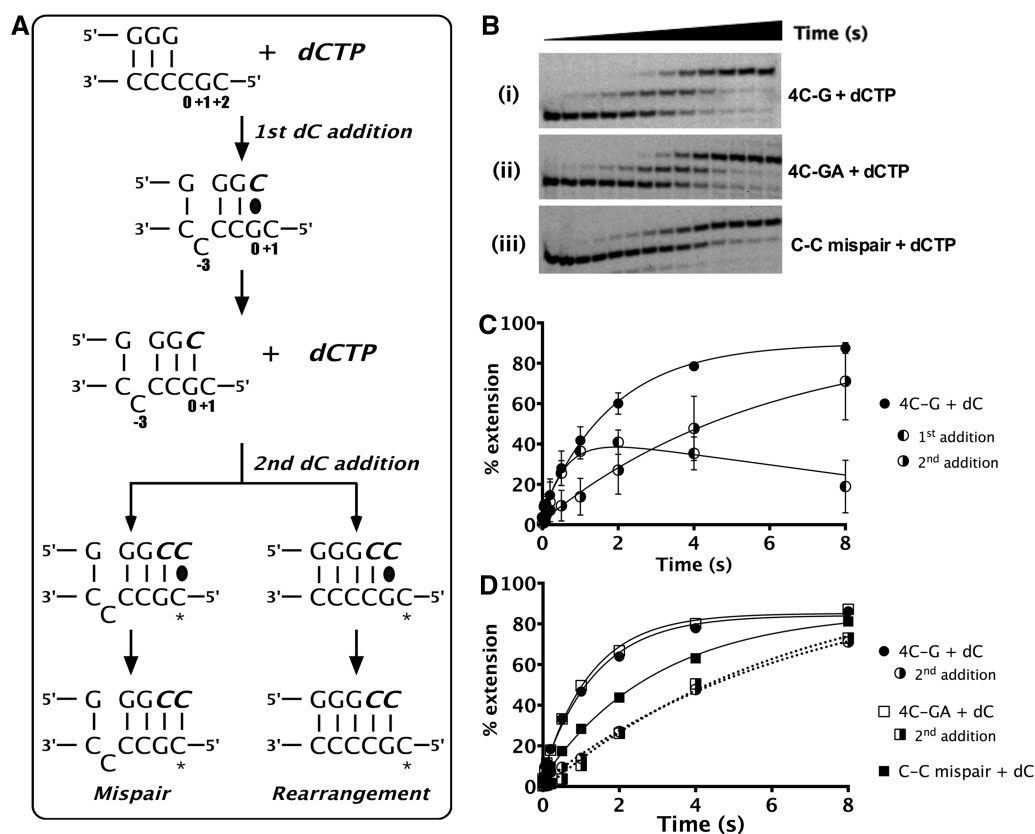 A
5'— GGG
+ dCTP
3'— CCCCGC—5'
0 +1 +2
1st dC addition
5'— G GGC
3'— C CCGC—5'
C
0 +1
-3
5'— G GGC
+ dCTP
3'— C CCGC—5'
C
0 +1
-3
2nd dC addition
5'— G GGCC
3'— C CCGC—5'
C
*
5'— GGGCC
3'— CCCCGC—5'
*
5'— G GGCC
3'— C CCGC—5'
C
*
Mispair
5'— GGGCC
3'— CCCCGC—5'
*
Rearrangement
B
Time (s)
(i)
4C-G + dCTP
(ii)
4C-GA + dCTP
(iii)
C-C mispair + dCTP
C
% extension
100
80
60
40
20
0
0 2 4 6 8
Time (s)
4C–G + dC
1st addition
2nd addition
D
% extension
100
80
60
40
20
0
0 2 4 6 8
Time (s)
4C–G + dC
2nd addition
4C–GA + dC
2nd addition
C–C mispair + dC